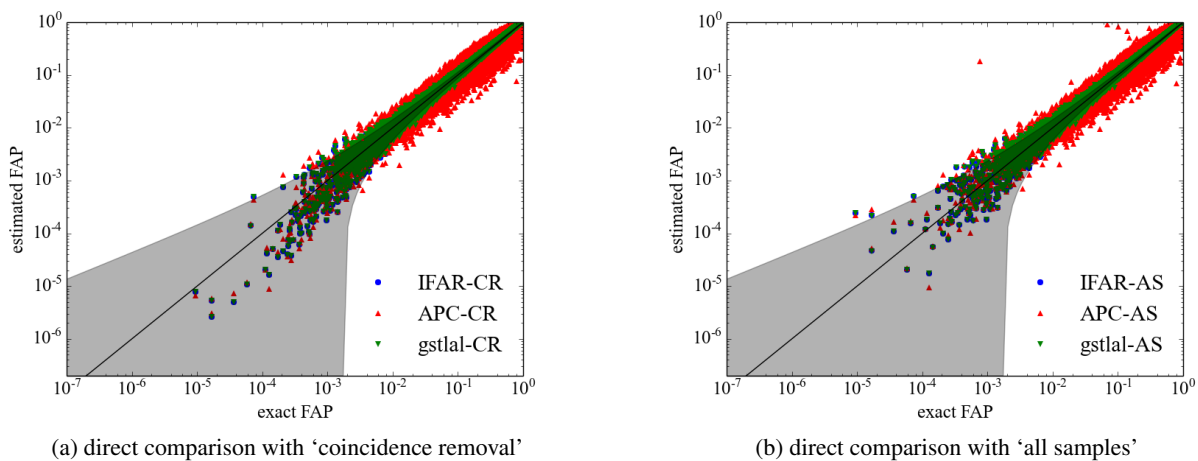 10^0
10^-1
10^-2
10^-3
10^-4
10^-5
10^-6
estimated FAP
IFAR-CR
APC-CR
gstlal-CR
10^-7 10^-6 10^-5 10^-4 10^-3 10^-2 10^-1 10^0
exact FAP
(a) direct comparison with ‘coincidence removal’
10^0
10^-1
10^-2
10^-3
10^-4
10^-5
10^-6
estimated FAP
IFAR-AS
APC-AS
gstlal-AS
10^-7 10^-6 10^-5 10^-4 10^-3 10^-2 10^-1 10^0
exact FAP
(b) direct comparison with ‘all samples’